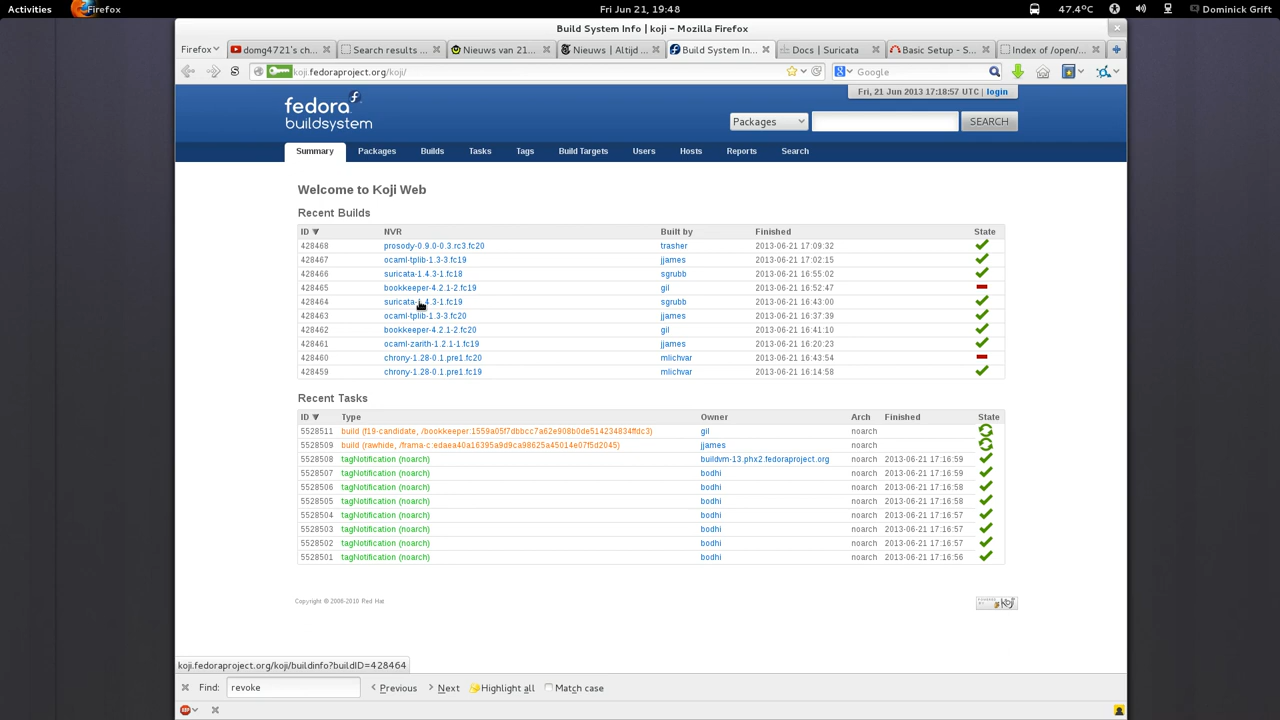 Activities Firefox Fri Jun 21, 19:48 47.4°C Dominick Grift
Build System Info | koji – Mozilla Firefox
Firefox domg4721's ch... Search results ... Nieuws van 21... Nieuws | Altijd ... Build System In... Docs | Suricata Basic Setup - S... Index of /open/...
koji.fedoraproject.org/koji/ Google
Fri, 21 Jun 2013 17:18:57 UTC | login
fedora
buildsystem
Packages SEARCH
Summary Packages Builds Tasks Tags Build Targets Users Hosts Reports Search
Welcome to Koji Web
Recent Builds
ID NVR Built by Finished State
428468 prosody-0.9.0-0.3.rc3.fc20 trasher 2013-06-21 17:09:32
428467 ocaml-tplib-1.3-3.fc19 jjames 2013-06-21 17:02:15
428466 suricata-1.4.3-1.fc18 sgrubb 2013-06-21 16:55:02
428465 bookkeeper-4.2.1-2.fc19 gil 2013-06-21 16:52:47
428464 suricata-1.4.3-1.fc19 sgrubb 2013-06-21 16:43:00
428463 ocaml-tplib-1.3-3.fc20 jjames 2013-06-21 16:37:39
428462 bookkeeper-4.2.1-2.fc20 gil 2013-06-21 16:41:10
428461 ocaml-zarith-1.2.1-1.fc19 jjames 2013-06-21 16:20:23
428460 chrony-1.28-0.1.pre1.fc20 mlichvar 2013-06-21 16:43:54
428459 chrony-1.28-0.1.pre1.fc19 mlichvar 2013-06-21 16:14:58
Recent Tasks
ID Type Owner Arch Finished State
5528511 build (f19-candidate, /bookkeeper:1559a05f7dbbcc7a62e908b0de514234834ffdc3) gil noarch
5528509 build (rawhide, /frama-c:edaea40a16395a9d9ca98625a45014e07f5d2045) jjames noarch
5528508 tagNotification (noarch) buildvm-13.phx2.fedoraproject.org noarch 2013-06-21 17:16:59
5528507 tagNotification (noarch) bodhi noarch 2013-06-21 17:16:59
5528506 tagNotification (noarch) bodhi noarch 2013-06-21 17:16:58
5528505 tagNotification (noarch) bodhi noarch 2013-06-21 17:16:58
5528504 tagNotification (noarch) bodhi noarch 2013-06-21 17:16:57
5528503 tagNotification (noarch) bodhi noarch 2013-06-21 17:16:57
5528502 tagNotification (noarch) bodhi noarch 2013-06-21 17:16:57
5528501 tagNotification (noarch) bodhi noarch 2013-06-21 17:16:56
Copyright © 2006-2010 Red Hat
koji.fedoraproject.org/koji/buildinfo?buildID=428464
Find: revoke Previous Next Highlight all Match case